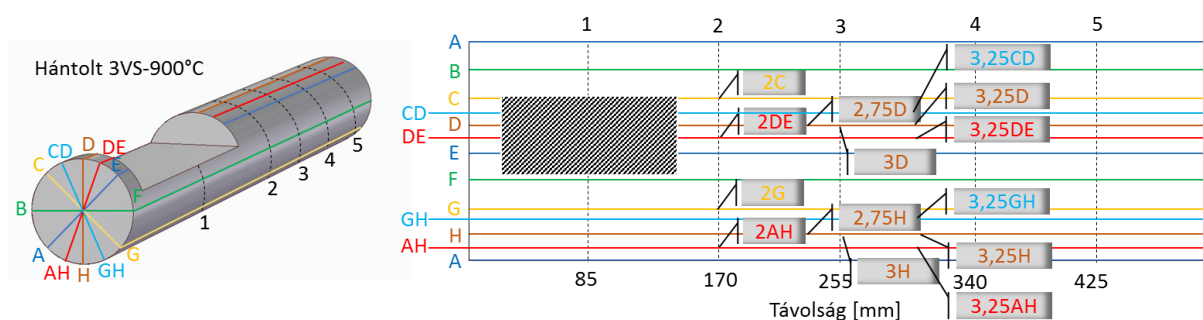 Hántolt 3VS-900°C
C
CD
D
DE
E
B
F
A
AH
H
GH
G
1
2
3
4
5
1
2
3
4
5
A
B
C
CD
D
DE
E
F
G
GH
H
AH
A
2C
2DE
2,75D
3D
3,25CD
3,25D
3,25DE
2G
2AH
2,75H
3H
3,25GH
3,25H
3,25AH
85
170
255
340
425
Távolság [mm]